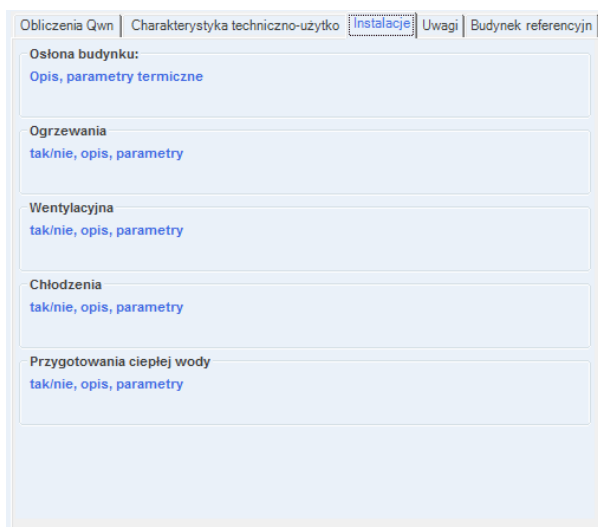 Obliczenia Qwn Charakterystyka techniczno-użytko Instalacje Uwagi Budynek referencyjn
Osłona budynku:
Opis, parametry termiczne
Ogrzewania
tak/nie, opis, parametry
Wentylacyjna
tak/nie, opis, parametry
Chłodzenia
tak/nie, opis, parametry
Przygotowania ciepłej wody
tak/nie, opis, parametry